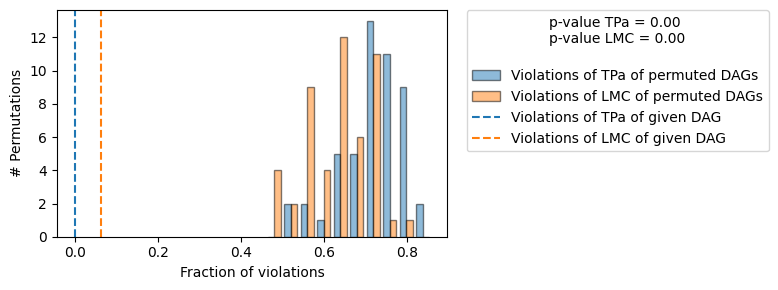 p-value TPa = 0.00
p-value LMC = 0.00
Violations of TPa of permuted DAGs
Violations of LMC of permuted DAGs
Violations of TPa of given DAG
Violations of LMC of given DAG
# Permutations
12
10
8
6
4
2
0
0.0 0.2 0.4 0.6 0.8
Fraction of violations